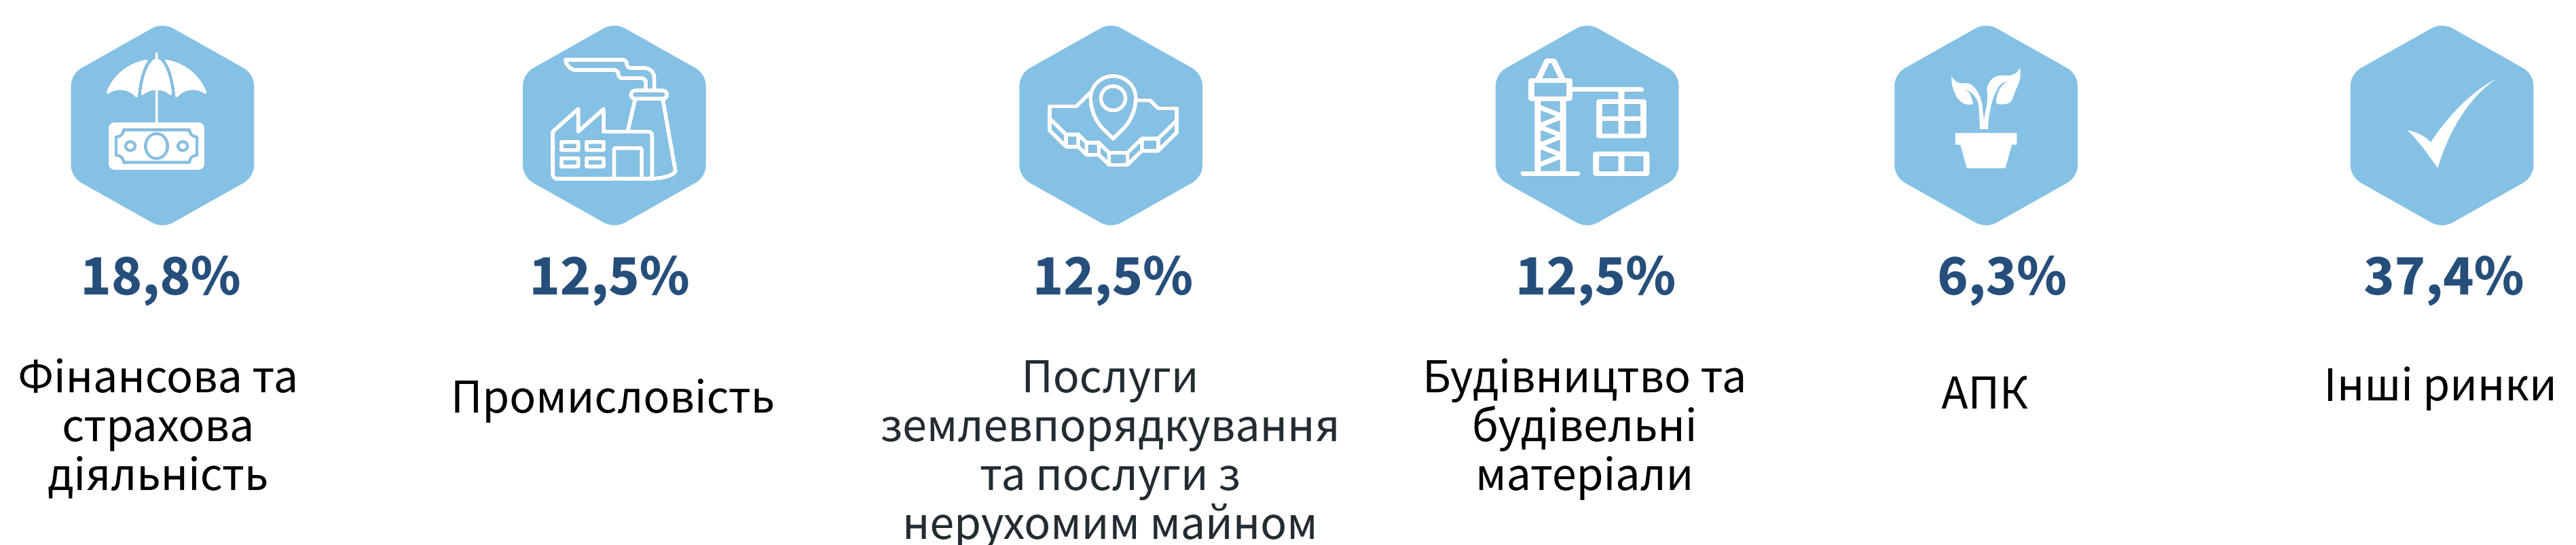 18,8%
Фінансова та
страхова
діяльність
12,5%
Промисловість
12,5%
Послуги
землевпорядкування
та послуги з
нерухомим майном
12,5%
Будівництво та
будівельні
матеріали
6,3%
АПК
37,4%
Інші ринки